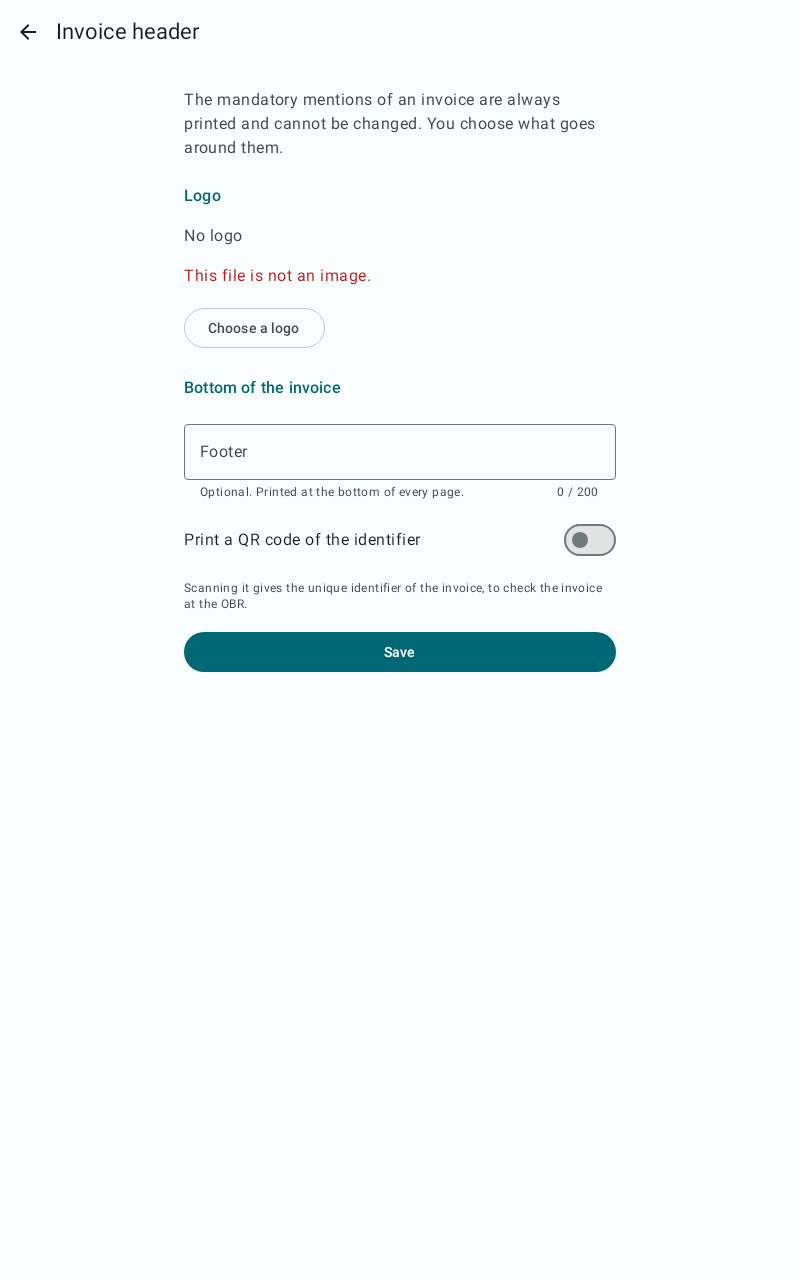 Invoice header
The mandatory mentions of an invoice are always
printed and cannot be changed. You choose what goes
around them.
Logo
No logo
This file is not an image.
Choose a logo
Bottom of the invoice
Footer
Optional. Printed at the bottom of every page.
0 / 200
Print a QR code of the identifier
Scanning it gives the unique identifier of the invoice, to check the invoice
at the OBR.
Save